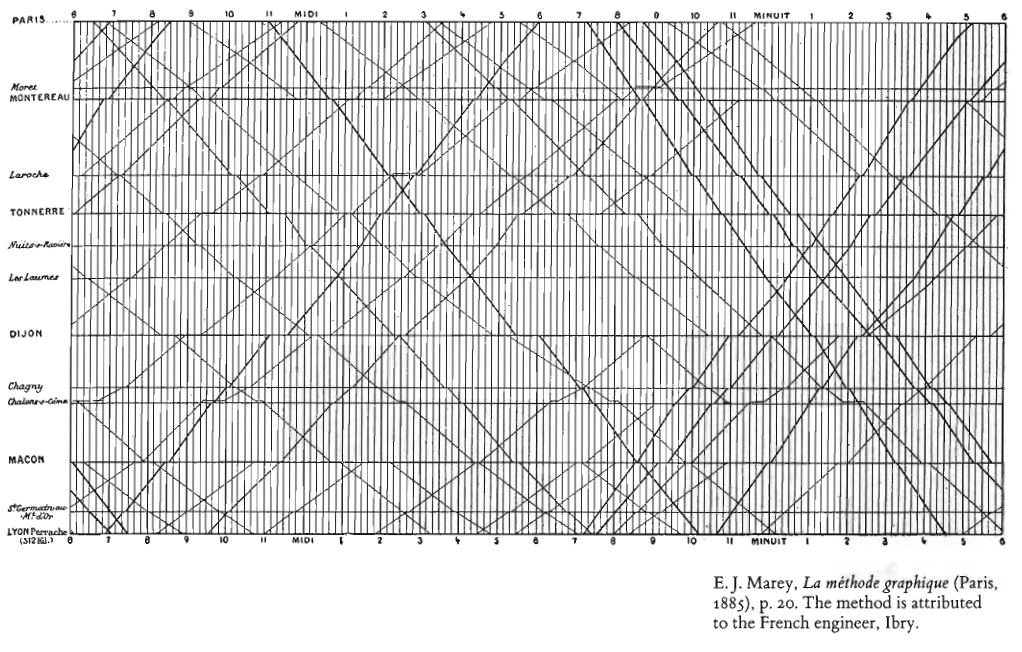 6 7 8 9 10 11 MIDI 1 2 3 4 5 6 7 8 9 10 11 MINUIT 1 2 3 4 5 6
PARIS
Moret
MONTEREAU
Laroche
TONNERRE
Nuits-s-Ravière
Les Laumes
DIJON
Chagny
Chalons-s-Saône
MACON
St Germain au
Mt d'Or
LYON Perrache
(512 Kil.)
6 7 8 9 10 11 MIDI 1 2 3 4 5 6 7 8 9 10 11 MINUIT 1 2 3 4 5 6
E. J. Marey, La méthode graphique (Paris,
1885), p. 20. The method is attributed
to the French engineer, Ibry.